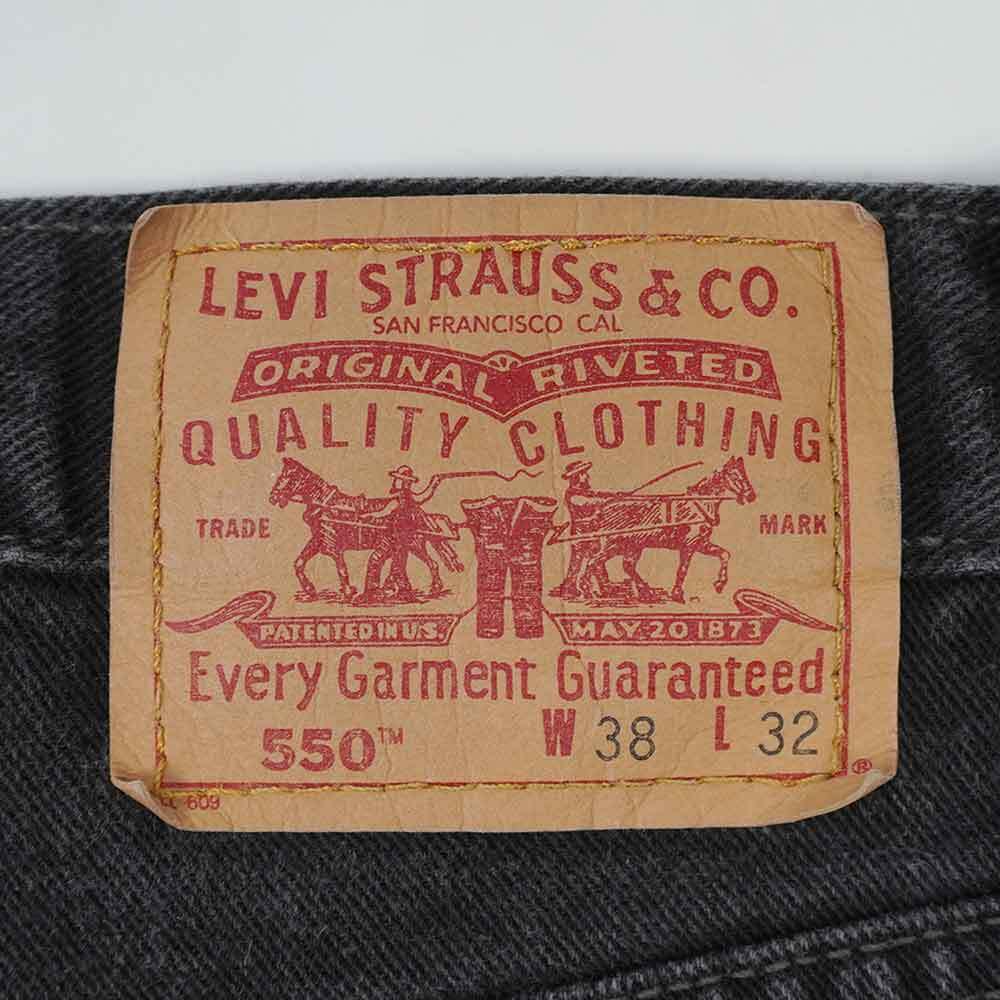 LEVI STRAUSS & CO.
SAN FRANCISCO CAL
ORIGINAL RIVETED
QUALITY CLOTHING
TRADE MARK
PATENTED IN U.S. MAY 20 1873
Every Garment Guaranteed
550™ W 38 L 32
®
609